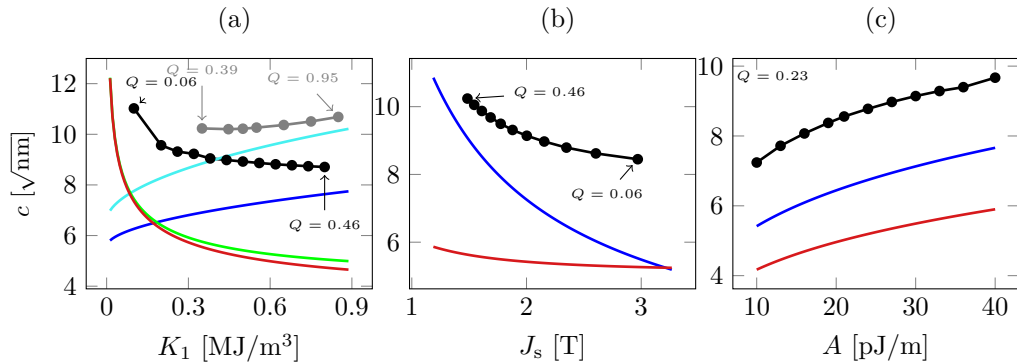 (a)
(b)
(c)
c [√nm]
12
10
8
6
4
0
0.3
0.6
0.9
K₁ [MJ/m³]
Q = 0.39
Q = 0.06
Q = 0.95
Q = 0.46
10
8
6
1
2
3
Jₛ [T]
Q = 0.46
Q = 0.06
10
8
6
4
10
20
30
40
A [pJ/m]
Q = 0.23